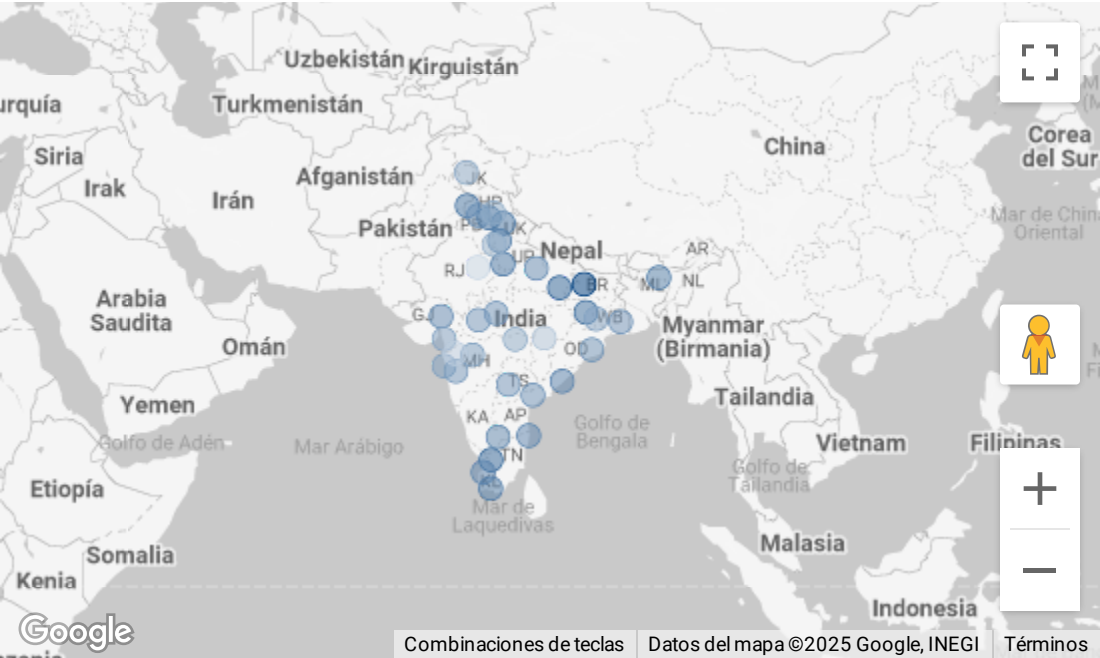 Uzbekistán
Kirguistán
urquía
Turkmenistán
Corea
del Sur
Siria
China
Afganistán
Irak
JK
Irán
HP
Pakistán
UK
Mar de China
Oriental
Nepal
AR
UP
RJ
BR
ML
NL
Arabia
Saudita
GJ
India
WB
Myanmar
(Birmania)
Omán
OD
MH
TS
Yemen
Tailandia
KA
AP
Golfo de
Bengala
Golfo de Adén
Mar Arábigo
Vietnam
Filipinas
TN
Golfo de
Tailandia
Etiopía
KL
Mar de
Laquedivas
Somalia
Malasia
Kenia
Indonesia
Google
Combinaciones de teclas
Datos del mapa ©2025 Google, INEGI
Términos